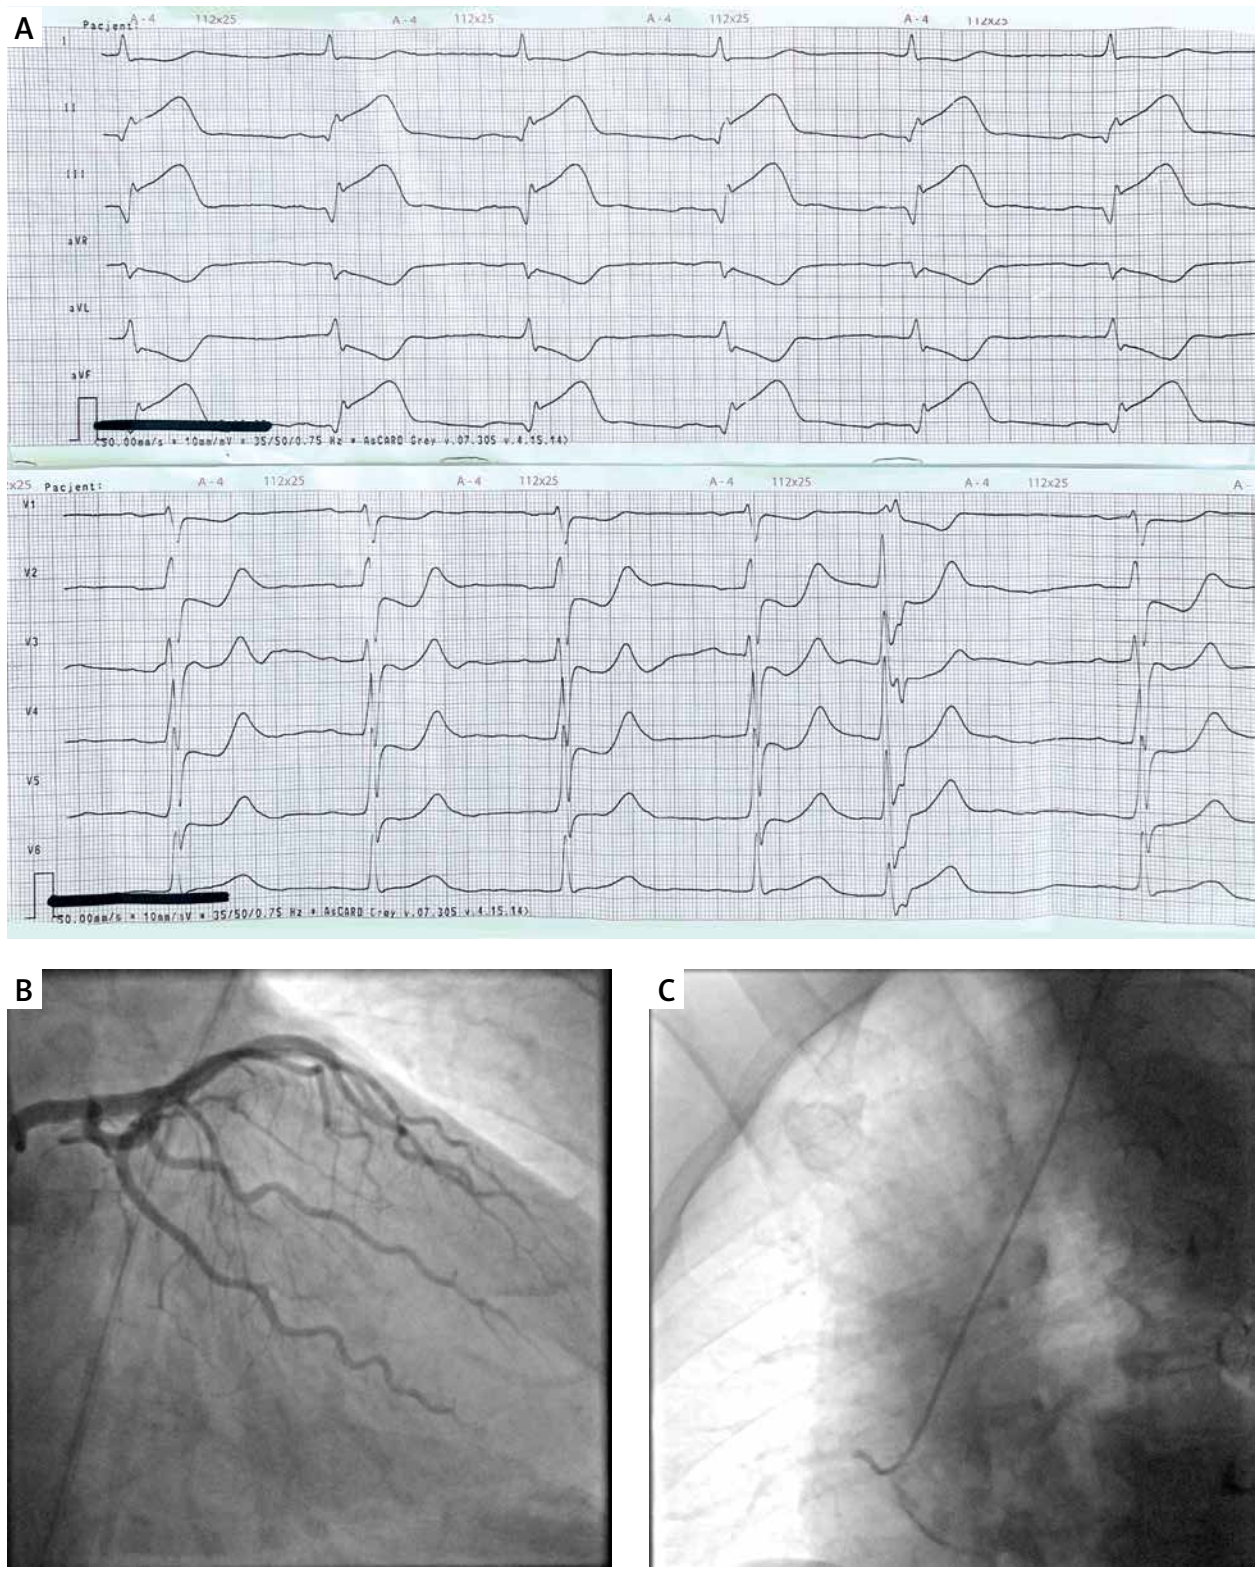 A
Pacjent: A-4 112x25 A-4 112x25 A-4 112x25 A-4 112x25
I
II
III
aVR
aVL
aVF
(50.00mm/s * 10mm/mV * 35/50/0.75 Hz * AsCARD Grey v.07.305 v.4.15.14)
x25 Pacjent: A-4 112x25 A-4 112x25 A-4 112x25 A-4 112x25 A-
V1
V2
V3
V4
V5
V6
(50.00mm/s * 10mm/mV * 35/50/0.75 Hz * AsCARD Grey v.07.305 v.4.15.14)
B
C